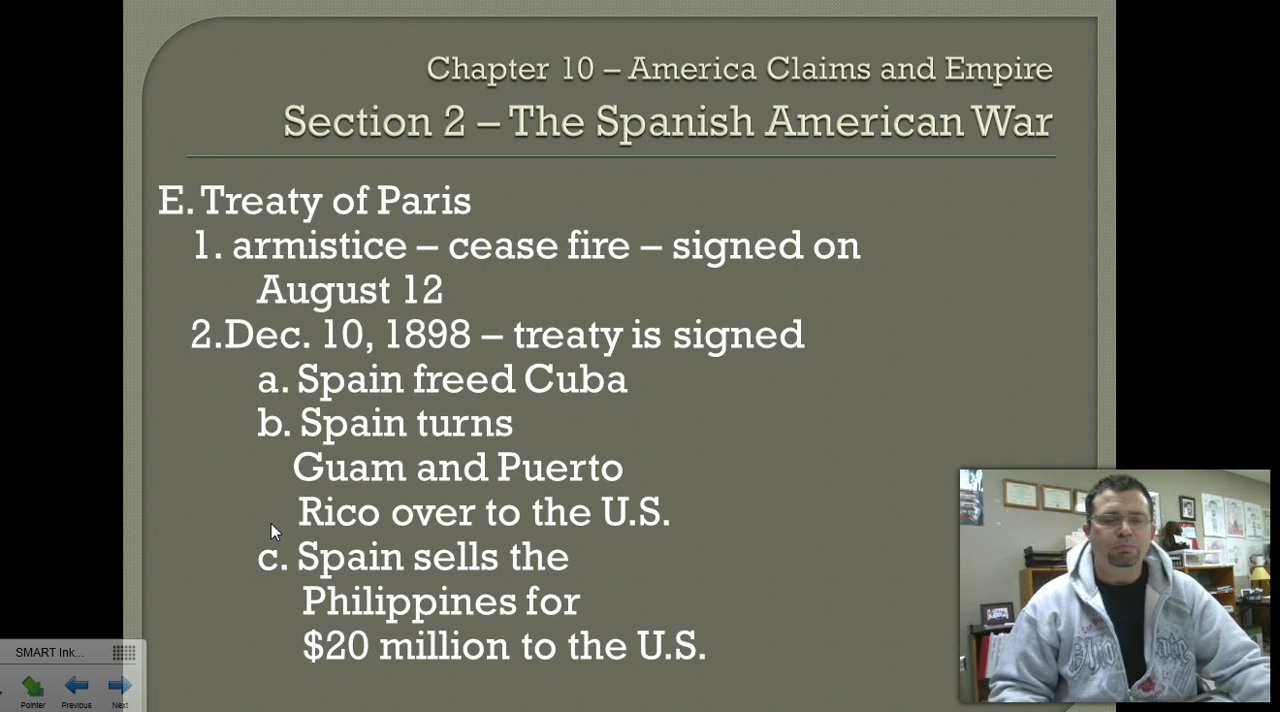 Chapter 10 – America Claims and Empire
Section 2 – The Spanish American War
E. Treaty of Paris
1. armistice – cease fire – signed on
August 12
2.Dec. 10, 1898 – treaty is signed
a. Spain freed Cuba
b. Spain turns
Guam and Puerto
Rico over to the U.S.
c. Spain sells the
Philippines for
$20 million to the U.S.
SMART Ink...
Pointer Previous Next